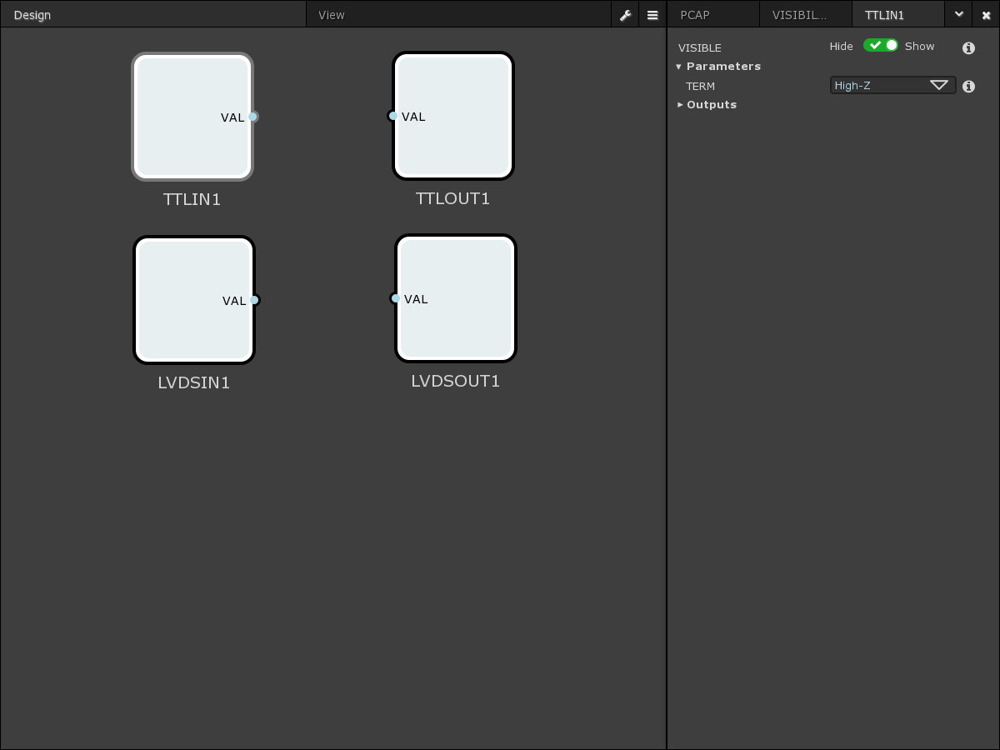 Design
View
PCAP
VISIBIL...
TTLIN1
VISIBLE
Hide
Show
Parameters
TERM
High-Z
Outputs
VAL
TTLIN1
VAL
TTLOUT1
VAL
LVDSIN1
VAL
LVDSOUT1